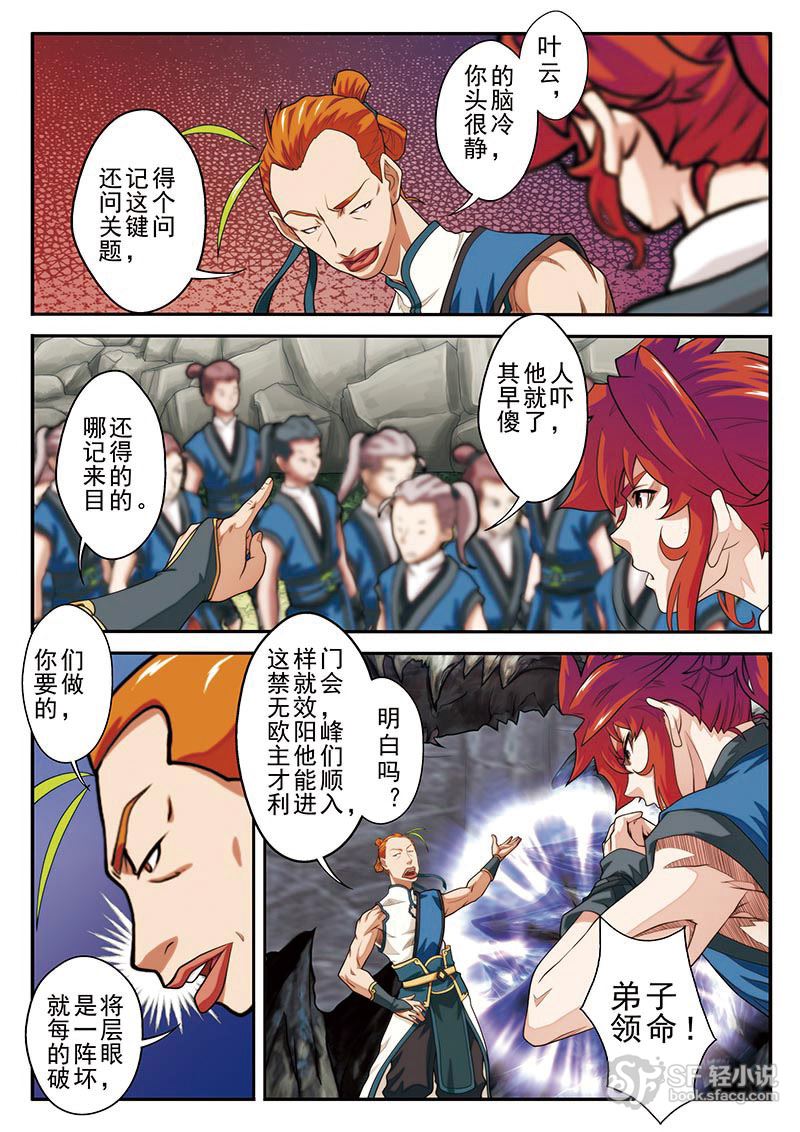 叶云，
你的
头脑
很冷
静，
还记得
问这个
关键问
题，
其他人
早就吓
傻了，
哪还
记得
来的
目的。
你们
要做
的，
就是将
每一层
的阵眼
破坏，
这样门
禁就会
无效，
欧阳峰
主他们
才能顺
利进入，
明白吗？
弟子
领命！
SF 轻小说
book.sfacg.com